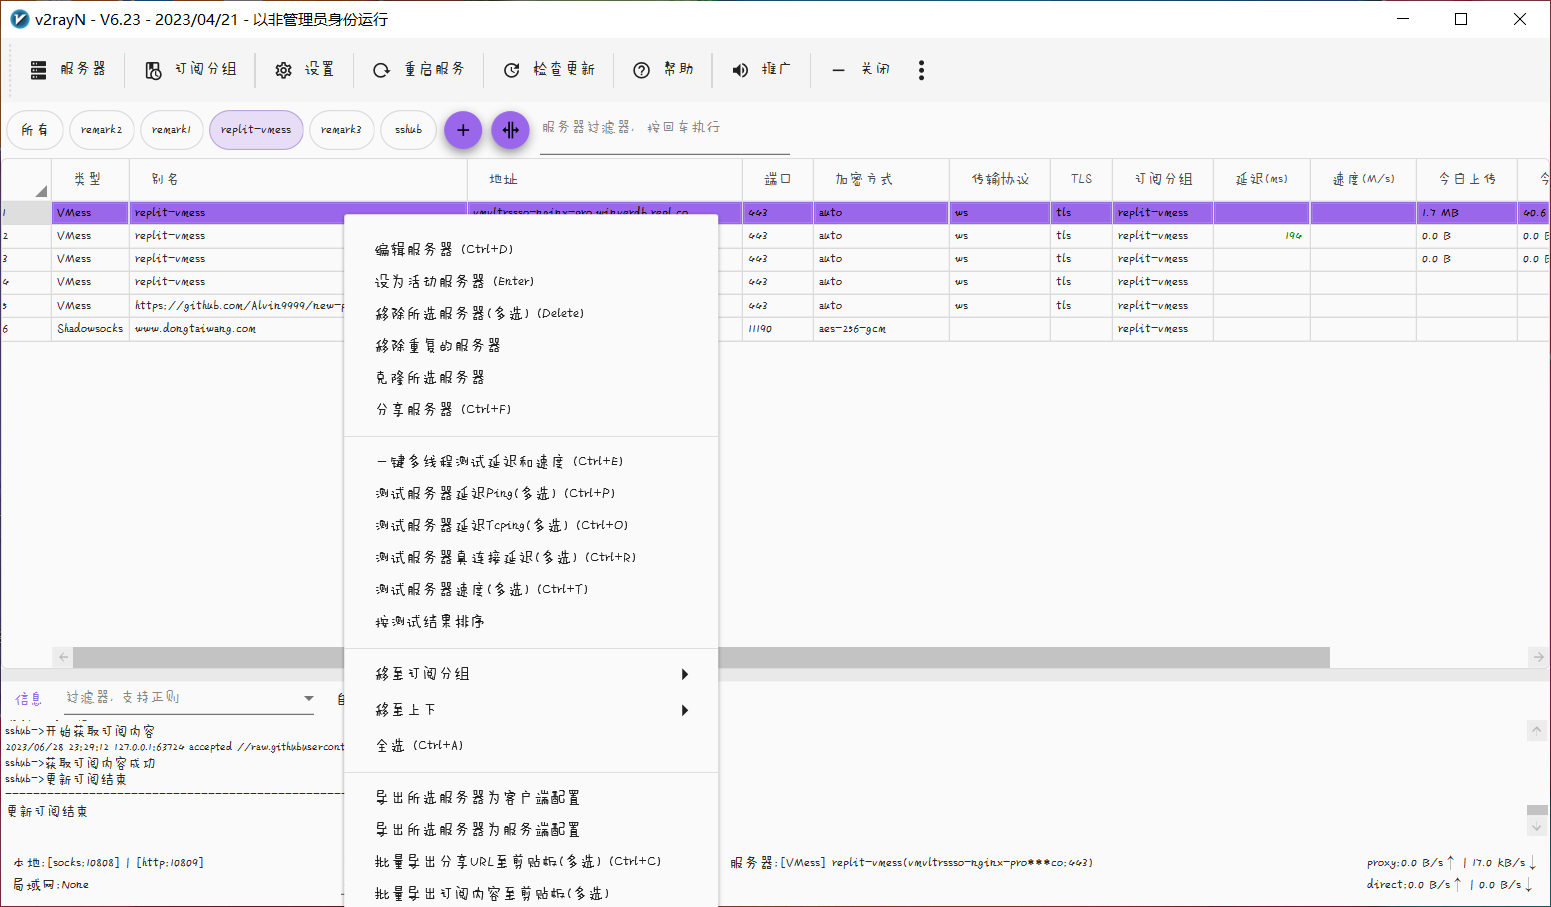 v2rayN - V6.23 - 2023/04/21 - 以非管理员身份运行
服务器 订阅分组 设置 重启服务 检查更新 帮助 推广 关闭
所有 remark2 remark1 replit-vmess remark3 sshub 服务器过滤器, 按回车执行
类型 别名 地址 端口 加密方式 传输协议 TLS 订阅分组 延迟(ms) 速度(M/s) 今日上传
1 VMess replit-vmess vmvltrssso-nginx-pro.winverdb.repl.co 443 auto ws tls replit-vmess 1.7 MB 40.6
2 VMess replit-vmess 443 auto ws tls replit-vmess 194 0.0 B 0.0 B
3 VMess replit-vmess 443 auto ws tls replit-vmess 0.0 B 0.0 B
4 VMess replit-vmess 443 auto ws tls replit-vmess
5 VMess https://github.com/Alvin9999/new-p 443 auto ws tls replit-vmess
6 Shadowsocks www.dongtaiwang.com 11190 aes-256-gcm replit-vmess
编辑服务器 (Ctrl+D)
设为活动服务器 (Enter)
移除所选服务器(多选) (Delete)
移除重复的服务器
克隆所选服务器
分享服务器 (Ctrl+F)
一键多线程测试延迟和速度 (Ctrl+E)
测试服务器延迟Ping(多选) (Ctrl+P)
测试服务器延迟Tcping(多选) (Ctrl+O)
测试服务器真连接延迟(多选) (Ctrl+R)
测试服务器速度(多选) (Ctrl+T)
按测试结果排序
移至订阅分组
移至上下
全选 (Ctrl+A)
导出所选服务器为客户端配置
导出所选服务器为服务端配置
批量导出分享URL至剪贴板(多选) (Ctrl+C)
批量导出订阅内容至剪贴板(多选)
信息 过滤器, 支持正则
sshub->开始获取订阅内容
2023/06/28 23:29:12 127.0.0.1:63724 accepted //raw.githubusercont
sshub->获取订阅内容成功
sshub->更新订阅结束
更新订阅结束
本地:[socks:10808] | [http:10809]
局域网:None
服务器:[VMess] replit-vmess(vmvltrssso-nginx-pro***co:443)
proxy:0.0 B/s↑ | 17.0 KB/s↓
direct:0.0 B/s↑ | 0.0 B/s↓